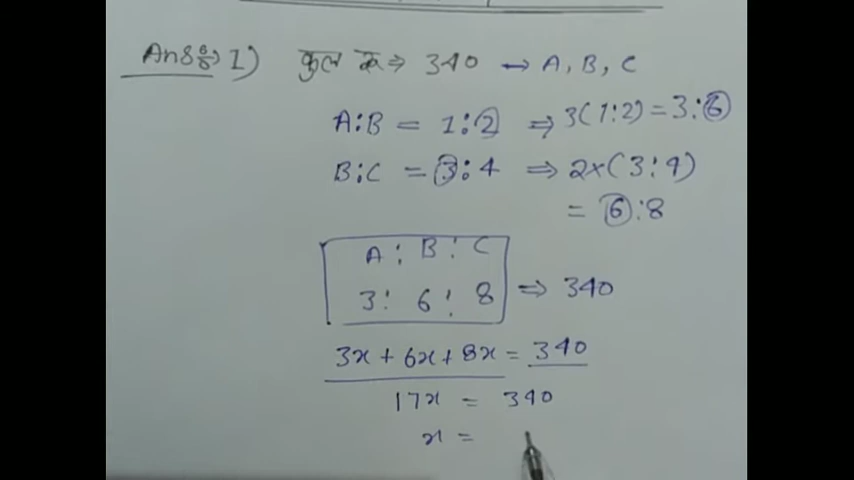 Ans⇒ 1) कुल रू ⇒ 340 → A, B, C
A:B = 1:2 ⇒ 3(1:2) = 3:6
B:C = 3:4 ⇒ 2×(3:4)
= 6:8
A : B : C
3 : 6 : 8 ⇒ 340
3x + 6x + 8x = 340
17x = 340
x =